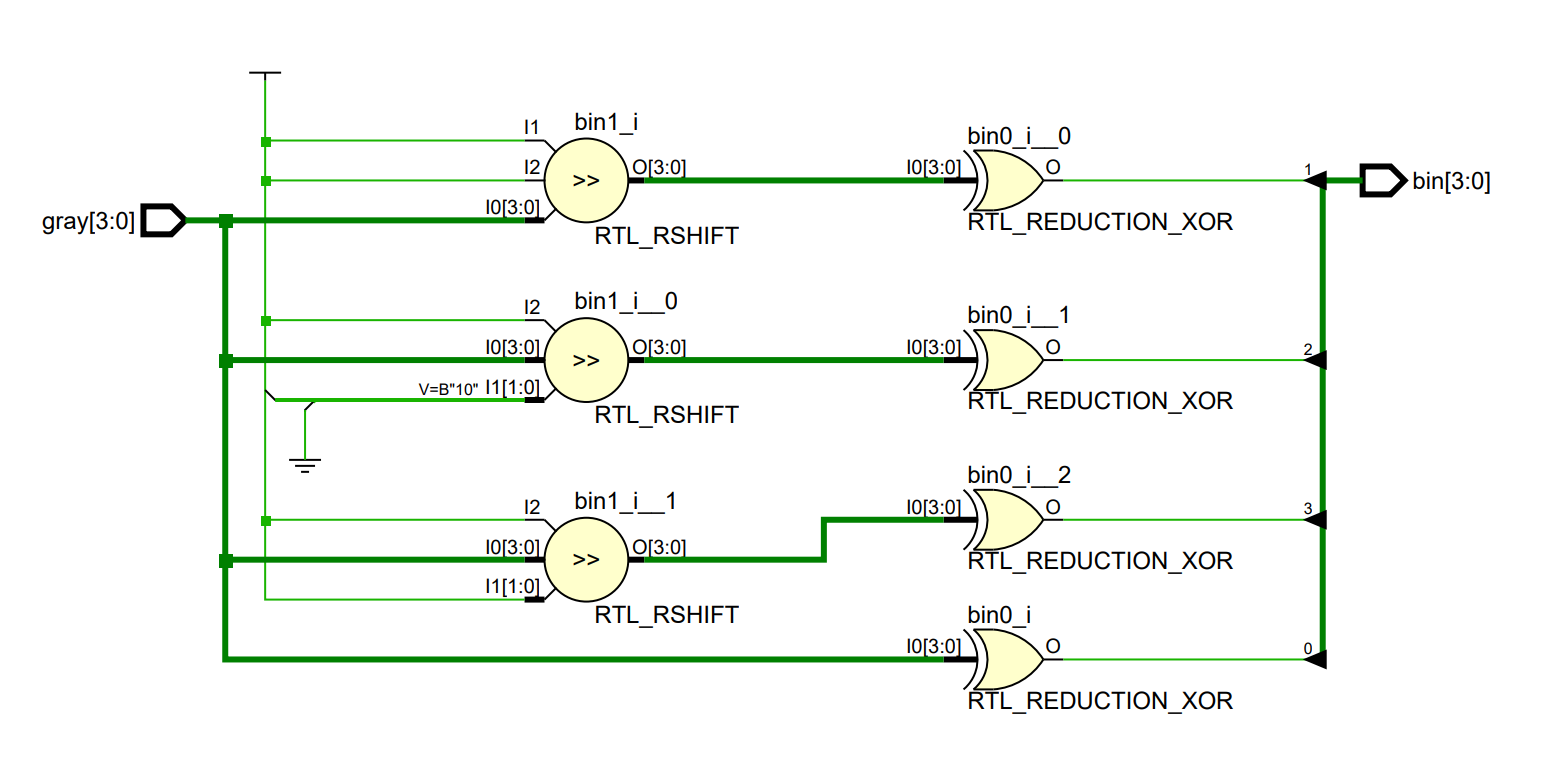 gray[3:0]
bin1_i
I1
I2
I0[3:0]
>>
O[3:0]
RTL_RSHIFT
bin0_i__0
I0[3:0]
O
RTL_REDUCTION_XOR
1
bin[3:0]
bin1_i__0
I2
I0[3:0]
V=B"10" I1[1:0]
>>
O[3:0]
RTL_RSHIFT
bin0_i__1
I0[3:0]
O
RTL_REDUCTION_XOR
2
bin1_i__1
I2
I0[3:0]
I1[1:0]
>>
O[3:0]
RTL_RSHIFT
bin0_i__2
I0[3:0]
O
RTL_REDUCTION_XOR
3
bin0_i
I0[3:0]
O
RTL_REDUCTION_XOR
0